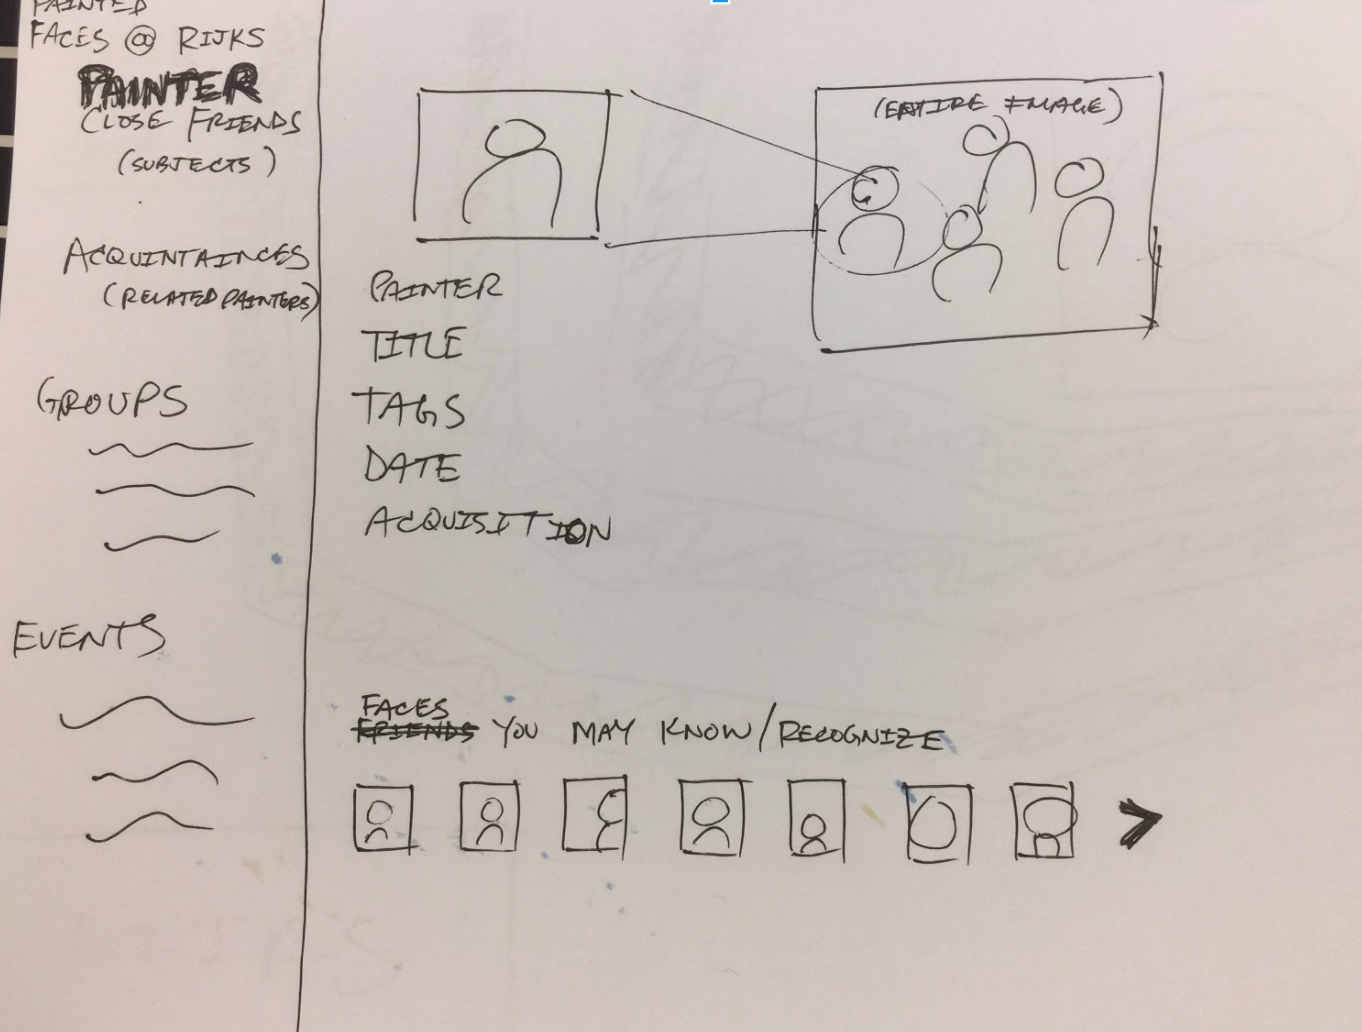 PAINTED
FACES @ RIJKS
PAINTER
CLOSE FRIENDS
(SUBJECTS)
ACQUINTAINCES
(RELATED PAINTERS)
GROUPS
EVENTS
(ENTIRE IMAGE)
PAINTER
TITLE
TAGS
DATE
ACQUISITION
FACES
FRIENDS YOU MAY KNOW/RECOGNIZE